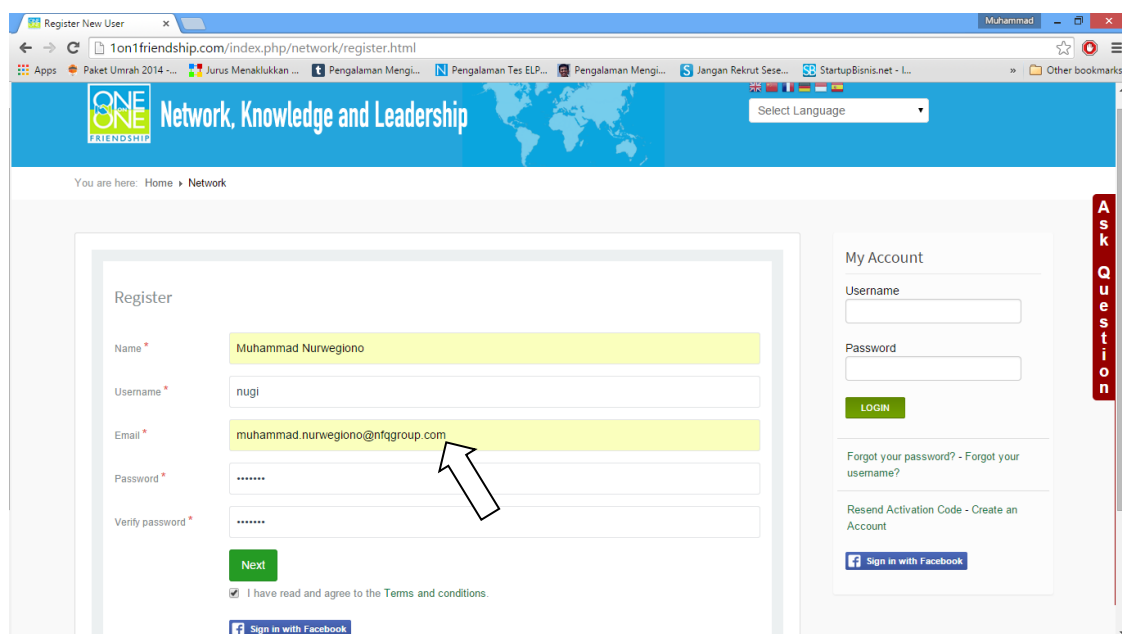 Register New User
Muhammad
1on1friendship.com/index.php/network/register.html
Apps
Paket Umrah 2014 -...
Jurus Menaklukkan ...
Pengalaman Mengi...
Pengalaman Tes ELP...
Pengalaman Mengi...
Jangan Rekrut Sese...
StartupBisnis.net - I...
»
Other bookmarks
ONE
ON
ONE
FRIENDSHIP
Network, Knowledge and Leadership
Select Language
You are here: Home Network
Ask Question
Register
Name *
Muhammad Nurwegiono
Username *
nugi
Email *
muhammad.nurwegiono@nfqgroup.com
Password *
•••••••
Verify password *
•••••••
Next
I have read and agree to the Terms and conditions.
Sign in with Facebook
My Account
Username
Password
LOGIN
Forgot your password? - Forgot your
username?
Resend Activation Code - Create an
Account
Sign in with Facebook